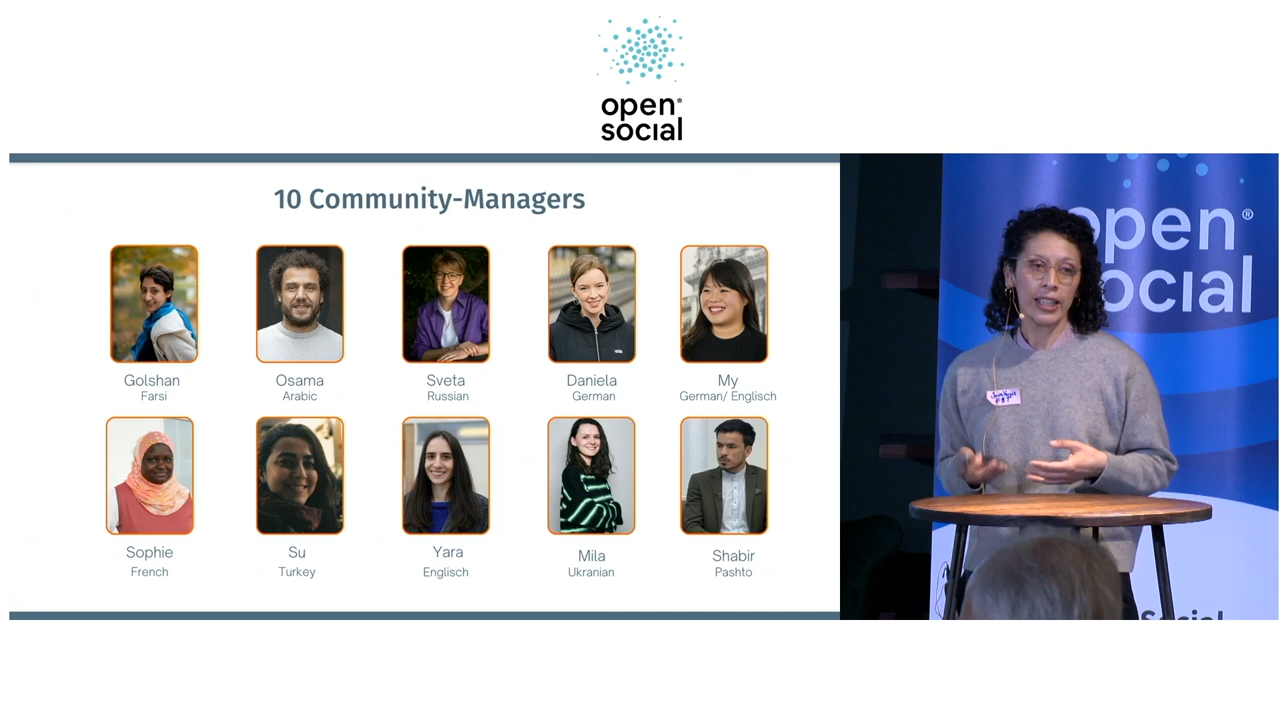 open®
social
10 Community-Managers
Golshan
Farsi
Osama
Arabic
Sveta
Russian
Daniela
German
My
German/ Englisch
Sophie
French
Su
Turkey
Yara
Englisch
Mila
Ukranian
Shabir
Pashto
open®
social
Social